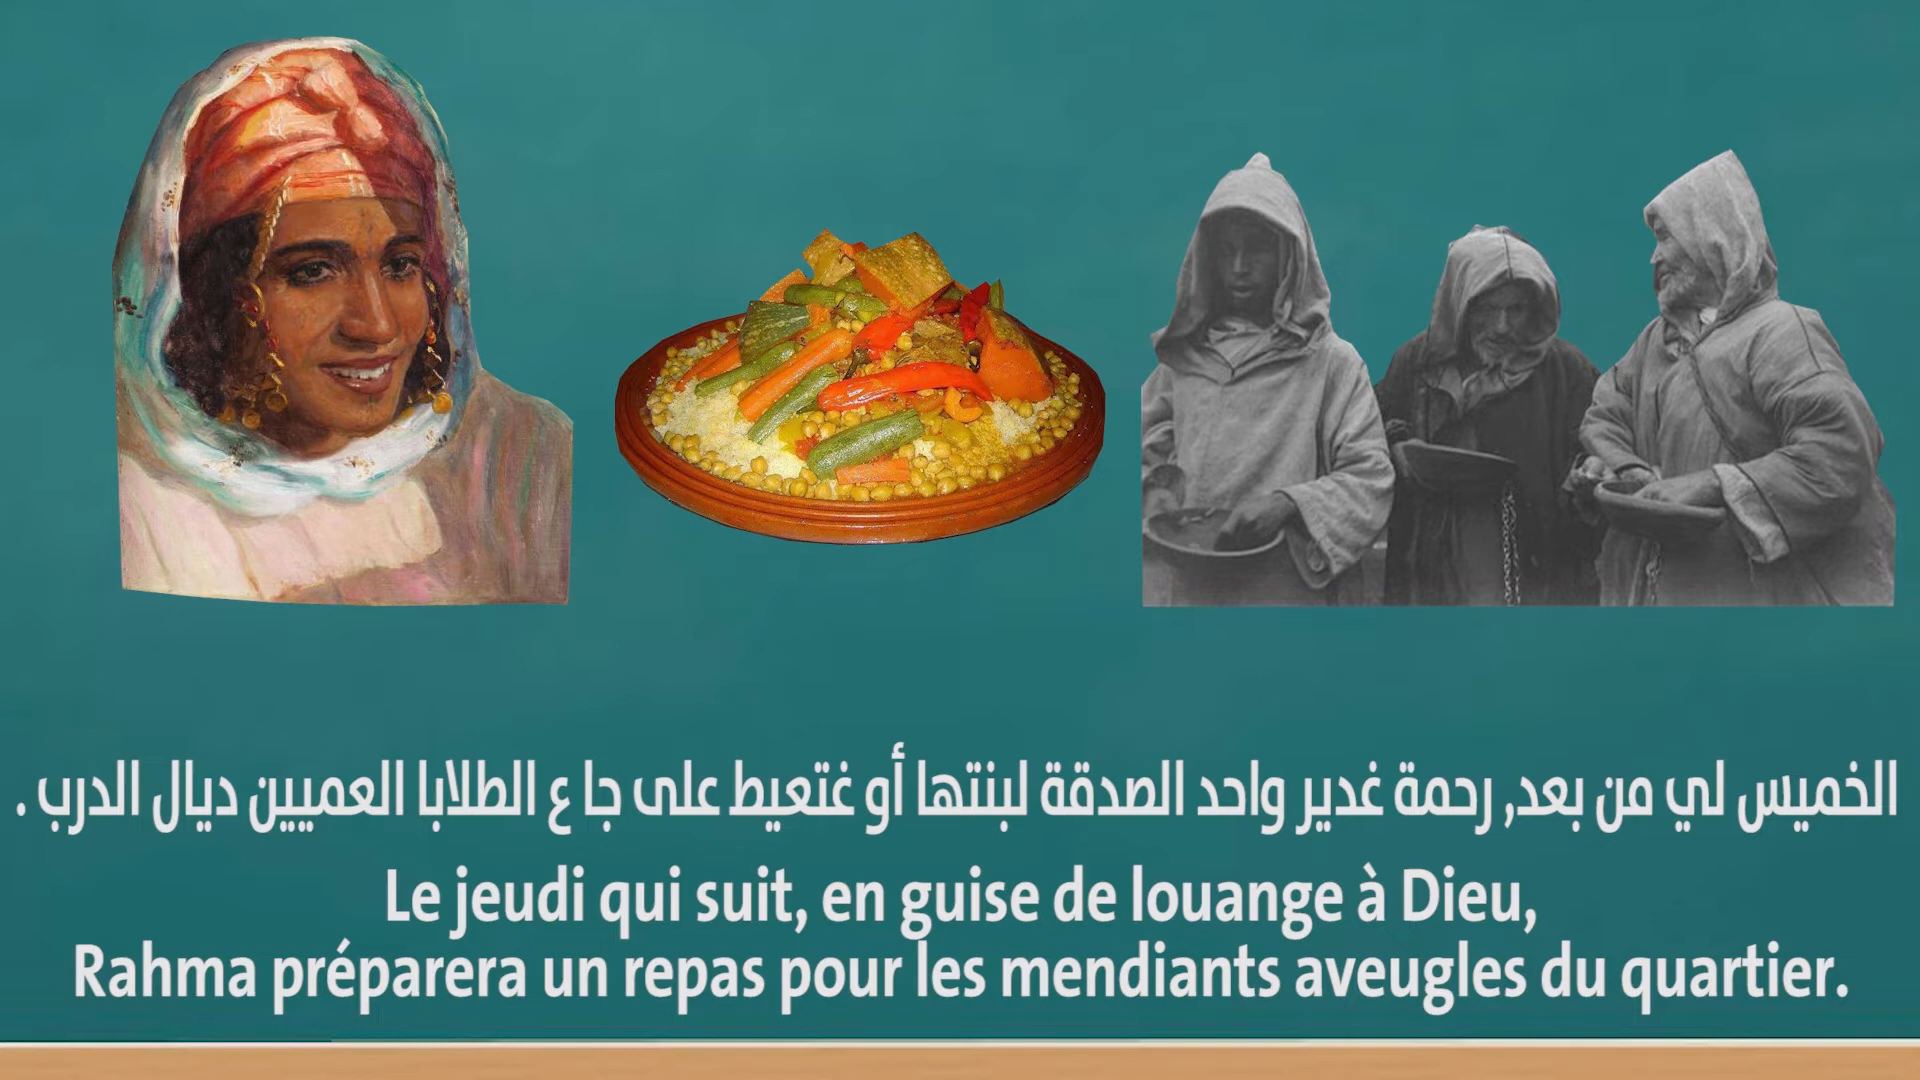 الخميس لي من بعد, رحمة غدير واحد الصدقة لبنتها أو غتعيط على جا ع الطلابا العميين ديال الدرب .
Le jeudi qui suit, en guise de louange à Dieu,
Rahma préparera un repas pour les mendiants aveugles du quartier.